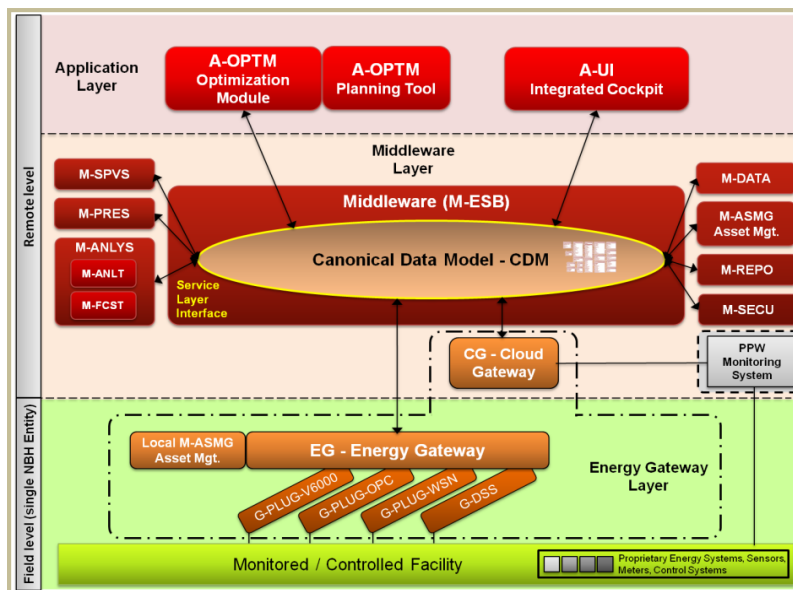 Remote level
Field level (single NBH Entity)
Application
Layer
A-OPTM
Optimization
Module
A-OPTM
Planning Tool
A-UI
Integrated Cockpit
Middleware
Layer
M-SPVS
M-PRES
M-ANLYS
M-ANLT
M-FCST
Middleware (M-ESB)
Canonical Data Model - CDM
Service
Layer
Interface
M-DATA
M-ASMG
Asset Mgt.
M-REPO
M-SECU
CG - Cloud
Gateway
PPW
Monitoring
System
Local M-ASMG
Asset Mgt.
EG - Energy Gateway
G-PLUG-V6000
G-PLUG-OPC
G-PLUG-WSN
G-DSS
Energy Gateway
Layer
Monitored / Controlled Facility
Proprietary Energy Systems, Sensors,
Meters, Control Systems